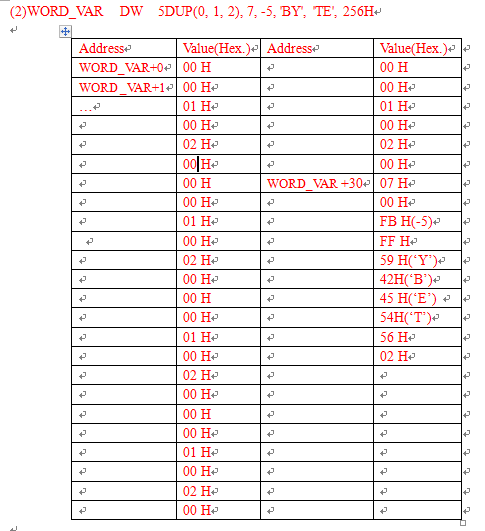 (2)WORD_VAR DW 5DUP(0, 1, 2), 7, -5, 'BY', 'TE', 256H
Address Value(Hex.) Address Value(Hex.)
WORD_VAR+0 00 H 00 H
WORD_VAR+1 00 H 00 H
… 01 H 01 H
00 H 00 H
02 H 02 H
00 H 00 H
00 H WORD_VAR +30 07 H
00 H 00 H
01 H FB H(-5)
00 H FF H
02 H 59 H(‘Y’)
00 H 42H(‘B’)
00 H 45 H(‘E’)
00 H 54H(‘T’)
01 H 56 H
00 H 02 H
02 H
00 H
00 H
00 H
01 H
00 H
02 H
00 H